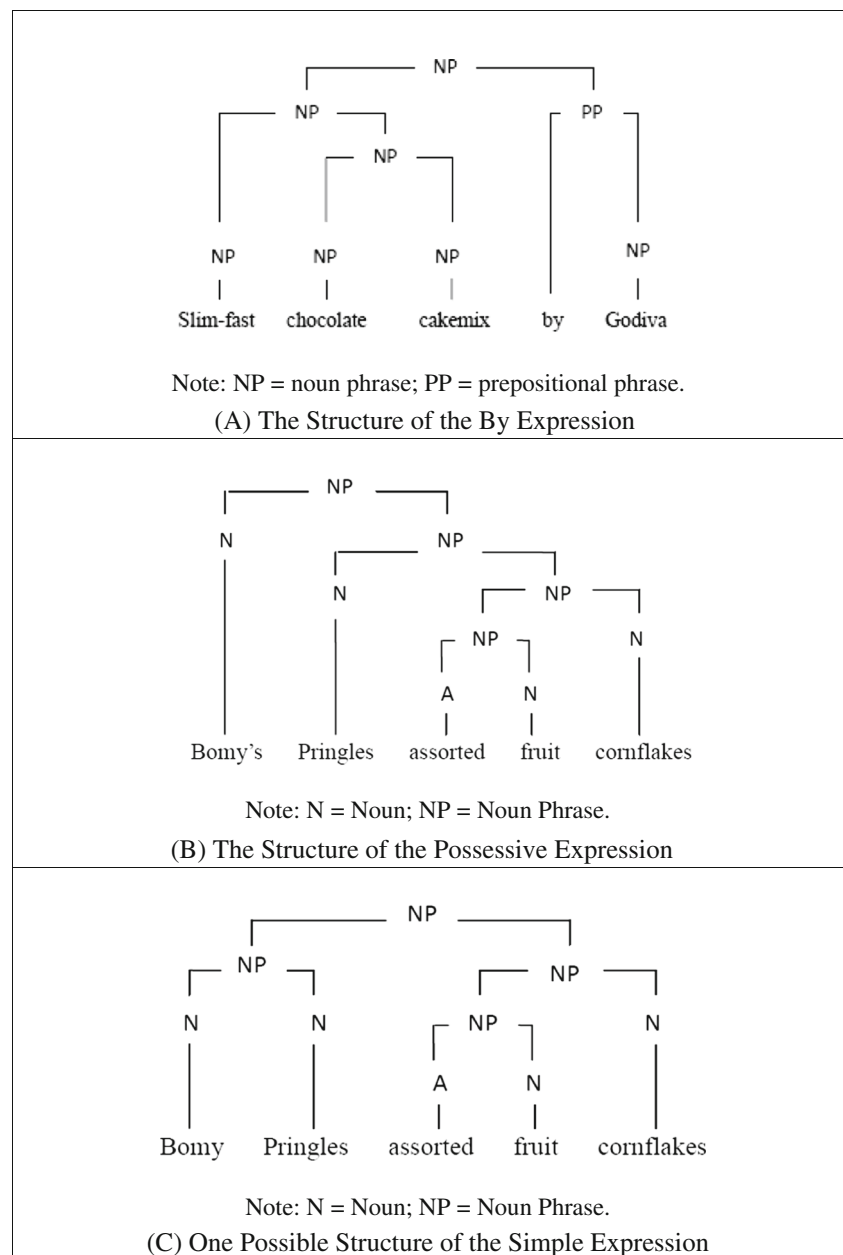 NP
NP PP
NP
NP NP NP NP
Slim-fast chocolate cakemix by Godiva
Note: NP = noun phrase; PP = prepositional phrase.
(A) The Structure of the By Expression
NP
N NP
N NP
NP N
A N
Bomy's Pringles assorted fruit cornflakes
Note: N = Noun; NP = Noun Phrase.
(B) The Structure of the Possessive Expression
NP
NP NP
N N NP N
A N
Bomy Pringles assorted fruit cornflakes
Note: N = Noun; NP = Noun Phrase.
(C) One Possible Structure of the Simple Expression